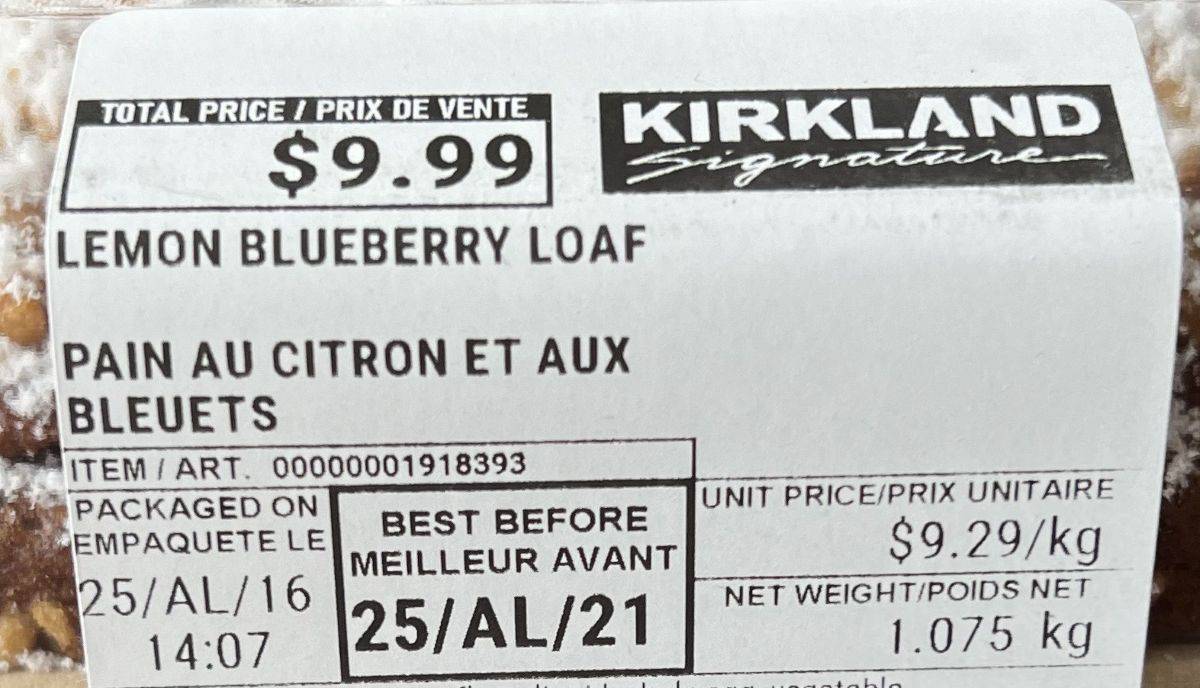 TOTAL PRICE / PRIX DE VENTE
$9.99
KIRKLAND
Signature
LEMON BLUEBERRY LOAF
PAIN AU CITRON ET AUX
BLEUETS
ITEM / ART. 00000001918393
PACKAGED ON
EMPAQUETE LE
25/AL/16
14:07
BEST BEFORE
MEILLEUR AVANT
25/AL/21
UNIT PRICE/PRIX UNITAIRE
$9.29/kg
NET WEIGHT/POIDS NET
1.075 kg